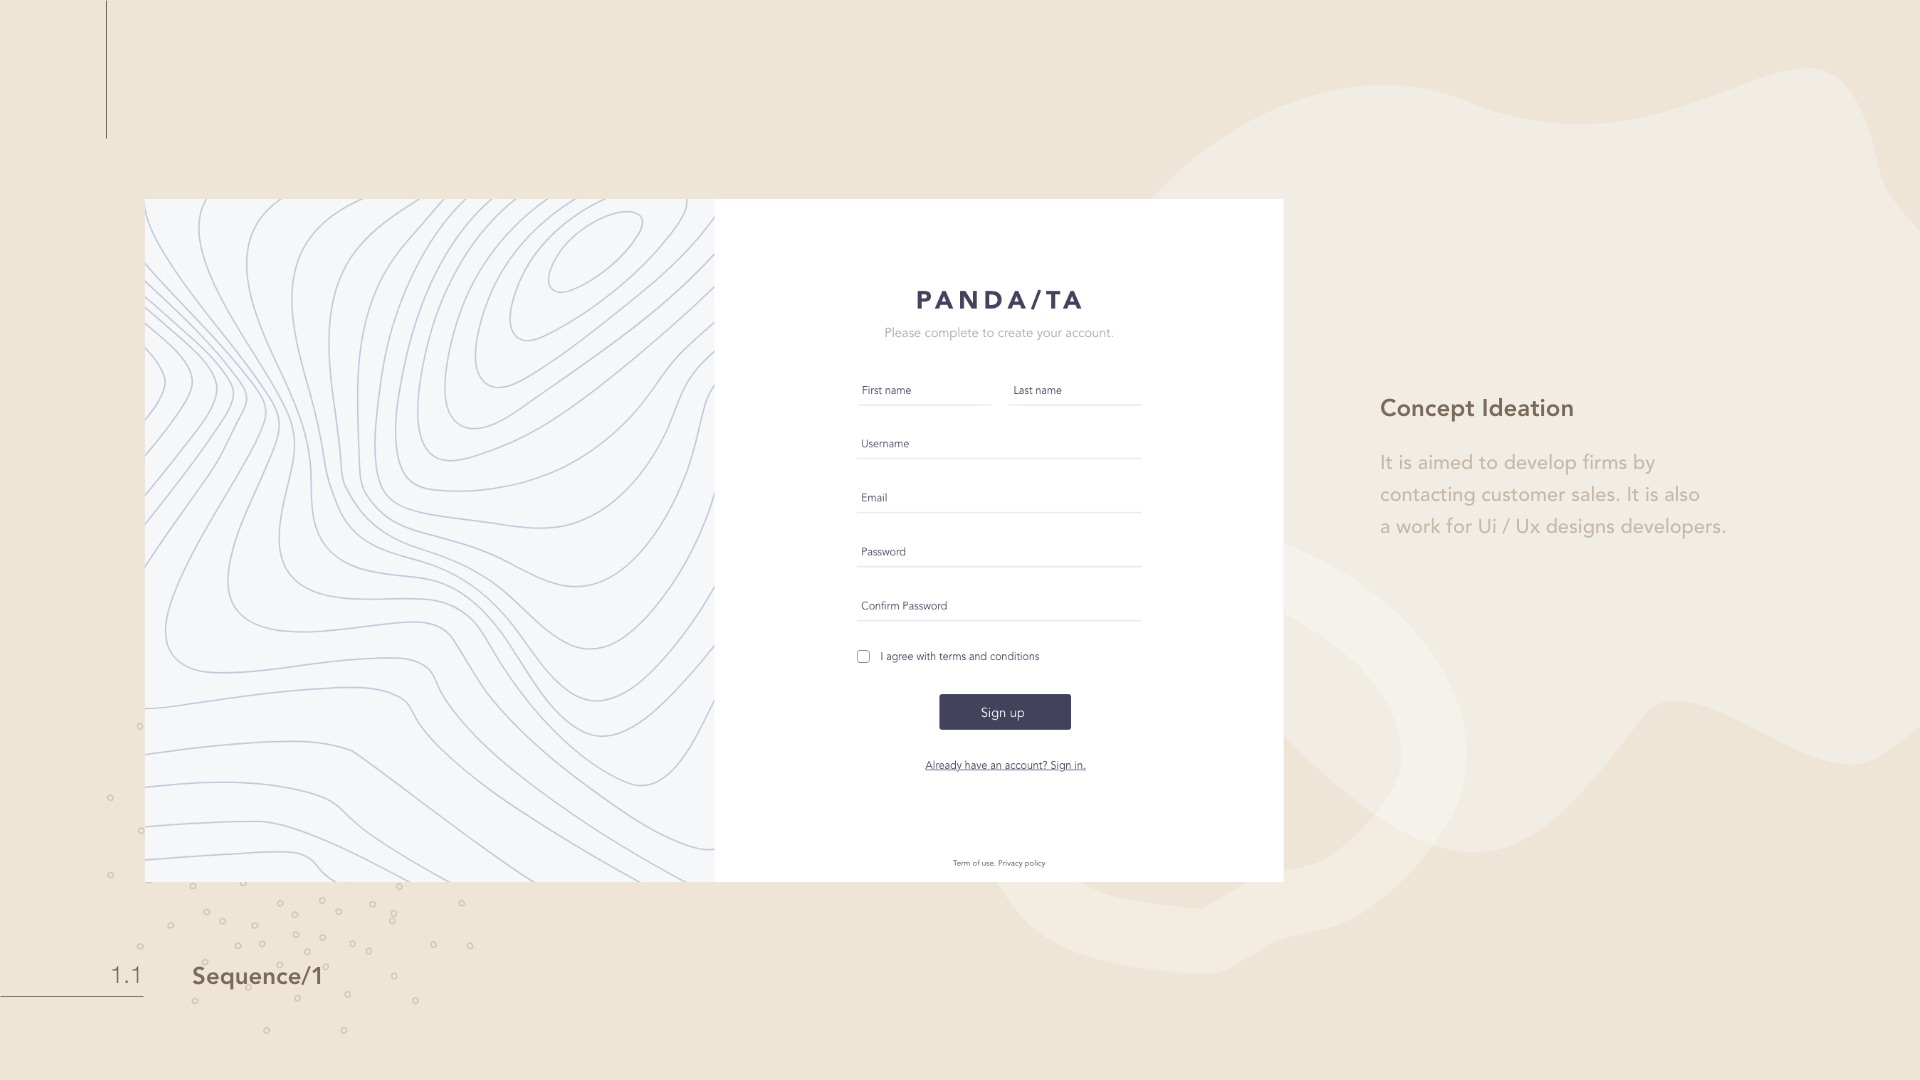 PANDA/TA
Please complete to create your account.
First name
Last name
Username
Email
Password
Confirm Password
I agree with terms and conditions
Sign up
Already have an account? Sign in.
Term of use. Privacy policy
Concept Ideation
It is aimed to develop firms by
contacting customer sales. It is also
a work for Ui / Ux designs developers.
1.1
Sequence/1